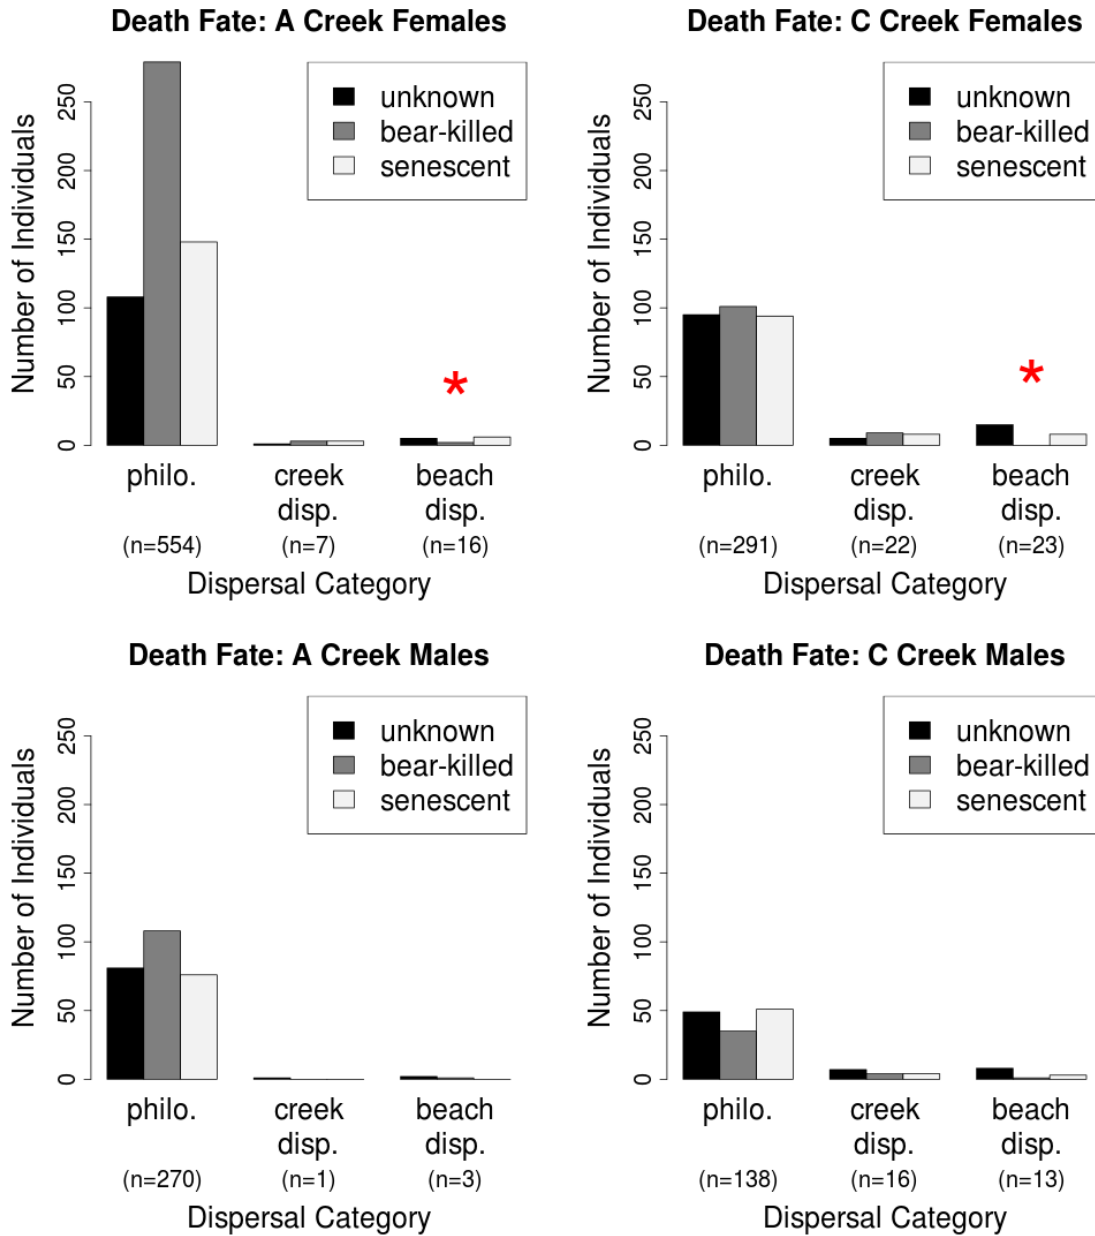 Death Fate: A Creek Females
Number of Individuals
250
200
150
100
50
0
unknown
bear-killed
senescent
*
philo.
creek
disp.
beach
disp.
(n=554)
(n=7)
(n=16)
Dispersal Category
Death Fate: C Creek Females
Number of Individuals
250
200
150
100
50
0
unknown
bear-killed
senescent
*
philo.
creek
disp.
beach
disp.
(n=291)
(n=22)
(n=23)
Dispersal Category
Death Fate: A Creek Males
Number of Individuals
250
200
150
100
50
0
unknown
bear-killed
senescent
philo.
creek
disp.
beach
disp.
(n=270)
(n=1)
(n=3)
Dispersal Category
Death Fate: C Creek Males
Number of Individuals
250
200
150
100
50
0
unknown
bear-killed
senescent
philo.
creek
disp.
beach
disp.
(n=138)
(n=16)
(n=13)
Dispersal Category